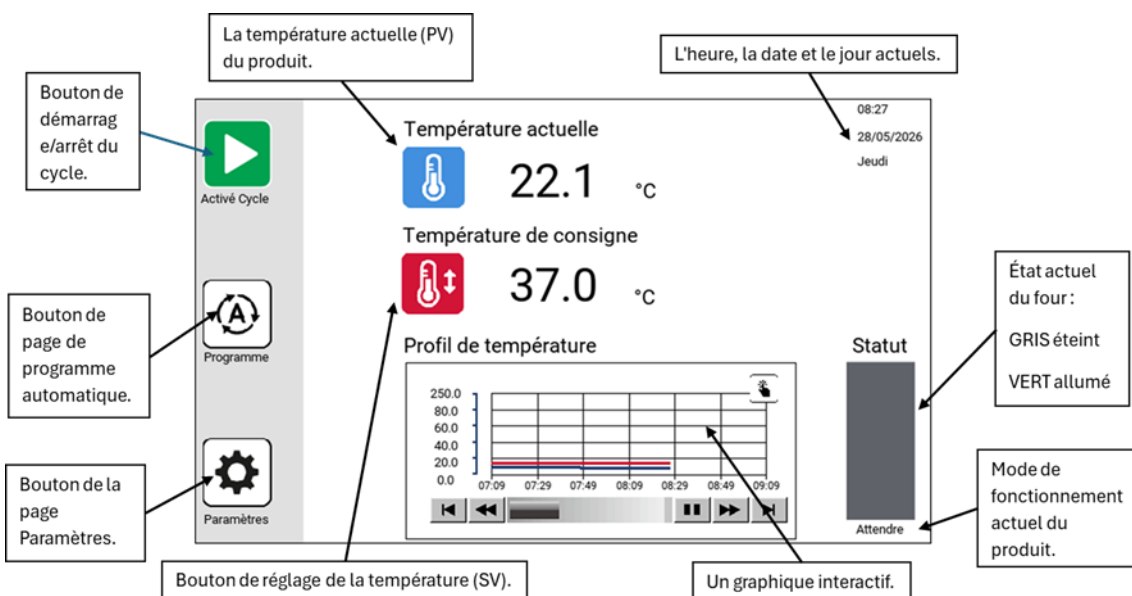 La température actuelle (PV)
du produit.
L'heure, la date et le jour actuels.
Bouton de
démarrag
e/arrêt du
cycle.
08:27
28/05/2026
Jeudi
Température actuelle
22.1 °C
Activé Cycle
Température de consigne
37.0 °C
État actuel
du four :
GRIS éteint
VERT allumé
Bouton de
page de
programme
automatique.
A
Programme
Profil de température
Statut
250.0
80.0
60.0
40.0
20.0
0.0
07:09 07:29 07:49 08:09 08:29 08:49 09:09
Bouton de la
page
Paramètres.
Paramètres
Attendre
Mode de
fonctionnement
actuel du
produit.
Bouton de réglage de la température (SV).
Un graphique interactif.